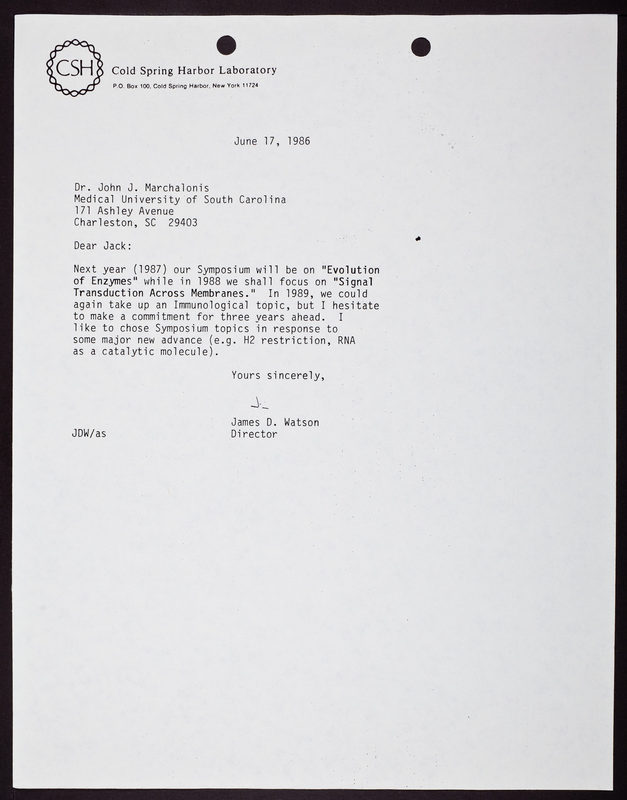 CSH
Cold Spring Harbor Laboratory
P.O. Box 100, Cold Spring Harbor, New York 11724
June 17, 1986
Dr. John J. Marchalonis
Medical University of South Carolina
171 Ashley Avenue
Charleston, SC 29403
Dear Jack:
Next year (1987) our Symposium will be on "Evolution
of Enzymes" while in 1988 we shall focus on "Signal
Transduction Across Membranes." In 1989, we could
again take up an Immunological topic, but I hesitate
to make a commitment for three years ahead. I
like to chose Symposium topics in response to
some major new advance (e.g. H2 restriction, RNA
as a catalytic molecule).
Yours sincerely,
James D. Watson
JDW/as Director